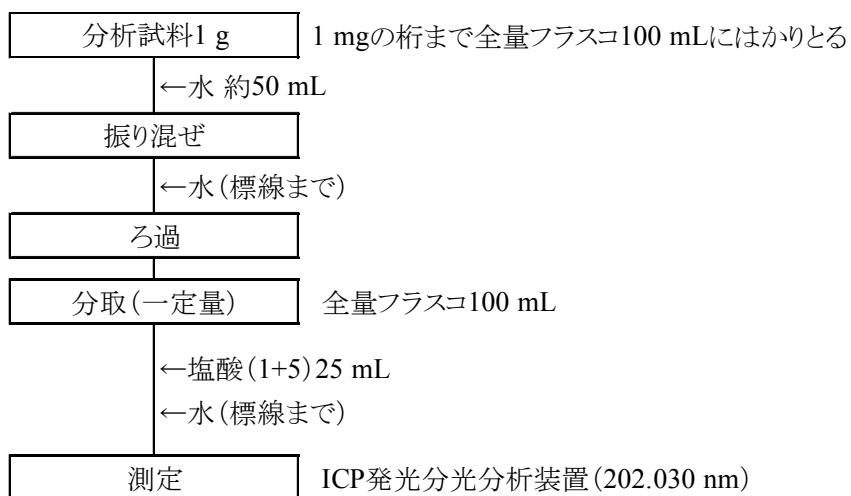 分析試料1 g 1 mgの桁まで全量フラスコ100 mLにはかりとる
←水 約50 mL
振り混ぜ
←水(標線まで)
ろ過
分取(一定量) 全量フラスコ100 mL
←塩酸(1+5)25 mL
←水(標線まで)
測定 ICP発光分光分析装置(202.030 nm)